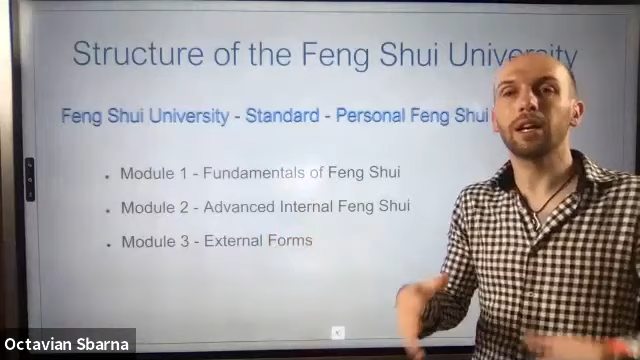 Structure of the Feng Shui University
Feng Shui University - Standard - Personal Feng Shui
• Module 1 - Fundamentals of Feng Shui
• Module 2 - Advanced Internal Feng Shui
• Module 3 - External Forms
Octavian Sbarna